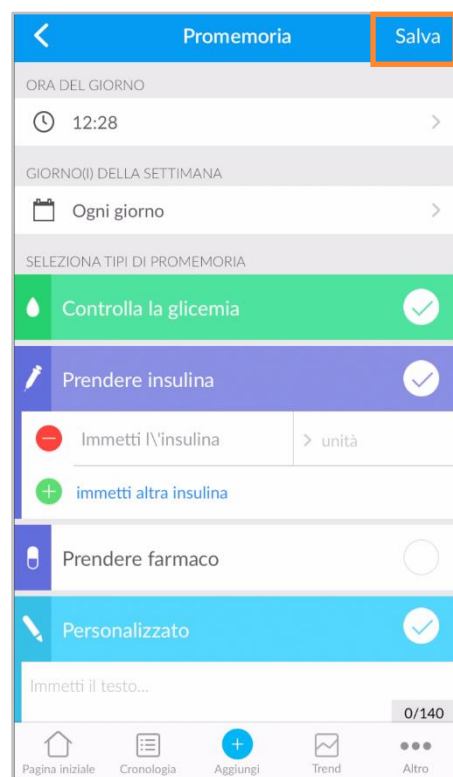 Promemoria Salva
ORA DEL GIORNO
12:28
GIORNO(I) DELLA SETTIMANA
Ogni giorno
SELEZIONA TIPI DI PROMEMORIA
Controlla la glicemia
Prendere insulina
Immetti l\'insulina > unità
immetti altra insulina
Prendere farmaco
Personalizzato
Immetti il testo...
0/140
Pagina iniziale Cronologia Aggiungi Trend Altro